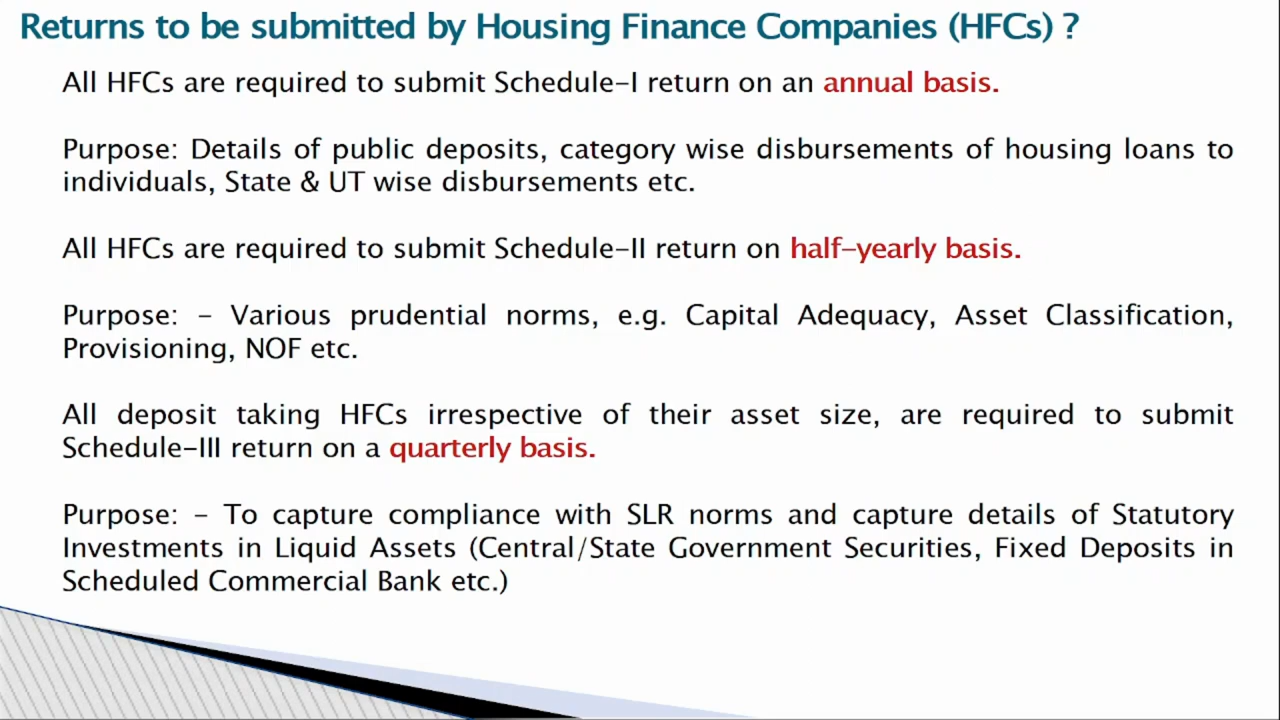 Returns to be submitted by Housing Finance Companies (HFCs) ?
All HFCs are required to submit Schedule-I return on an annual basis.
Purpose: Details of public deposits, category wise disbursements of housing loans to
individuals, State & UT wise disbursements etc.
All HFCs are required to submit Schedule-II return on half-yearly basis.
Purpose: - Various prudential norms, e.g. Capital Adequacy, Asset Classification,
Provisioning, NOF etc.
All deposit taking HFCs irrespective of their asset size, are required to submit
Schedule-III return on a quarterly basis.
Purpose: - To capture compliance with SLR norms and capture details of Statutory
Investments in Liquid Assets (Central/State Government Securities, Fixed Deposits in
Scheduled Commercial Bank etc.)